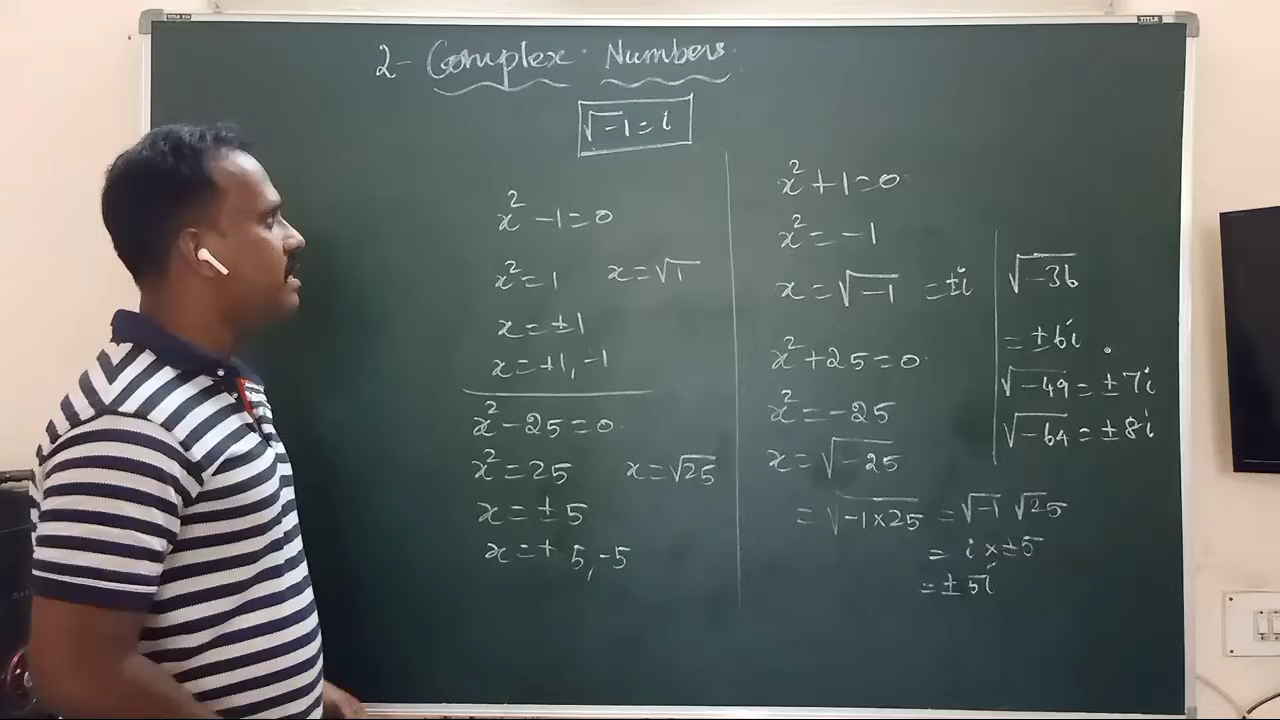 2- Complex Numbers
√-1 = i
x² - 1 = 0
x² = 1 x = √1
x = ±1
x = +1, -1
x² - 25 = 0
x² = 25 x = √25
x = ± 5
x = + 5, -5
x² + 1 = 0
x² = -1
x = √-1 = ±i
x² + 25 = 0
x² = -25
x = √-25
= √-1×25 = √-1 √25
= i × ±5
= ± 5i
√-36
= ±6i
√-49 = ±7i
√-64 = ±8i
TITLE